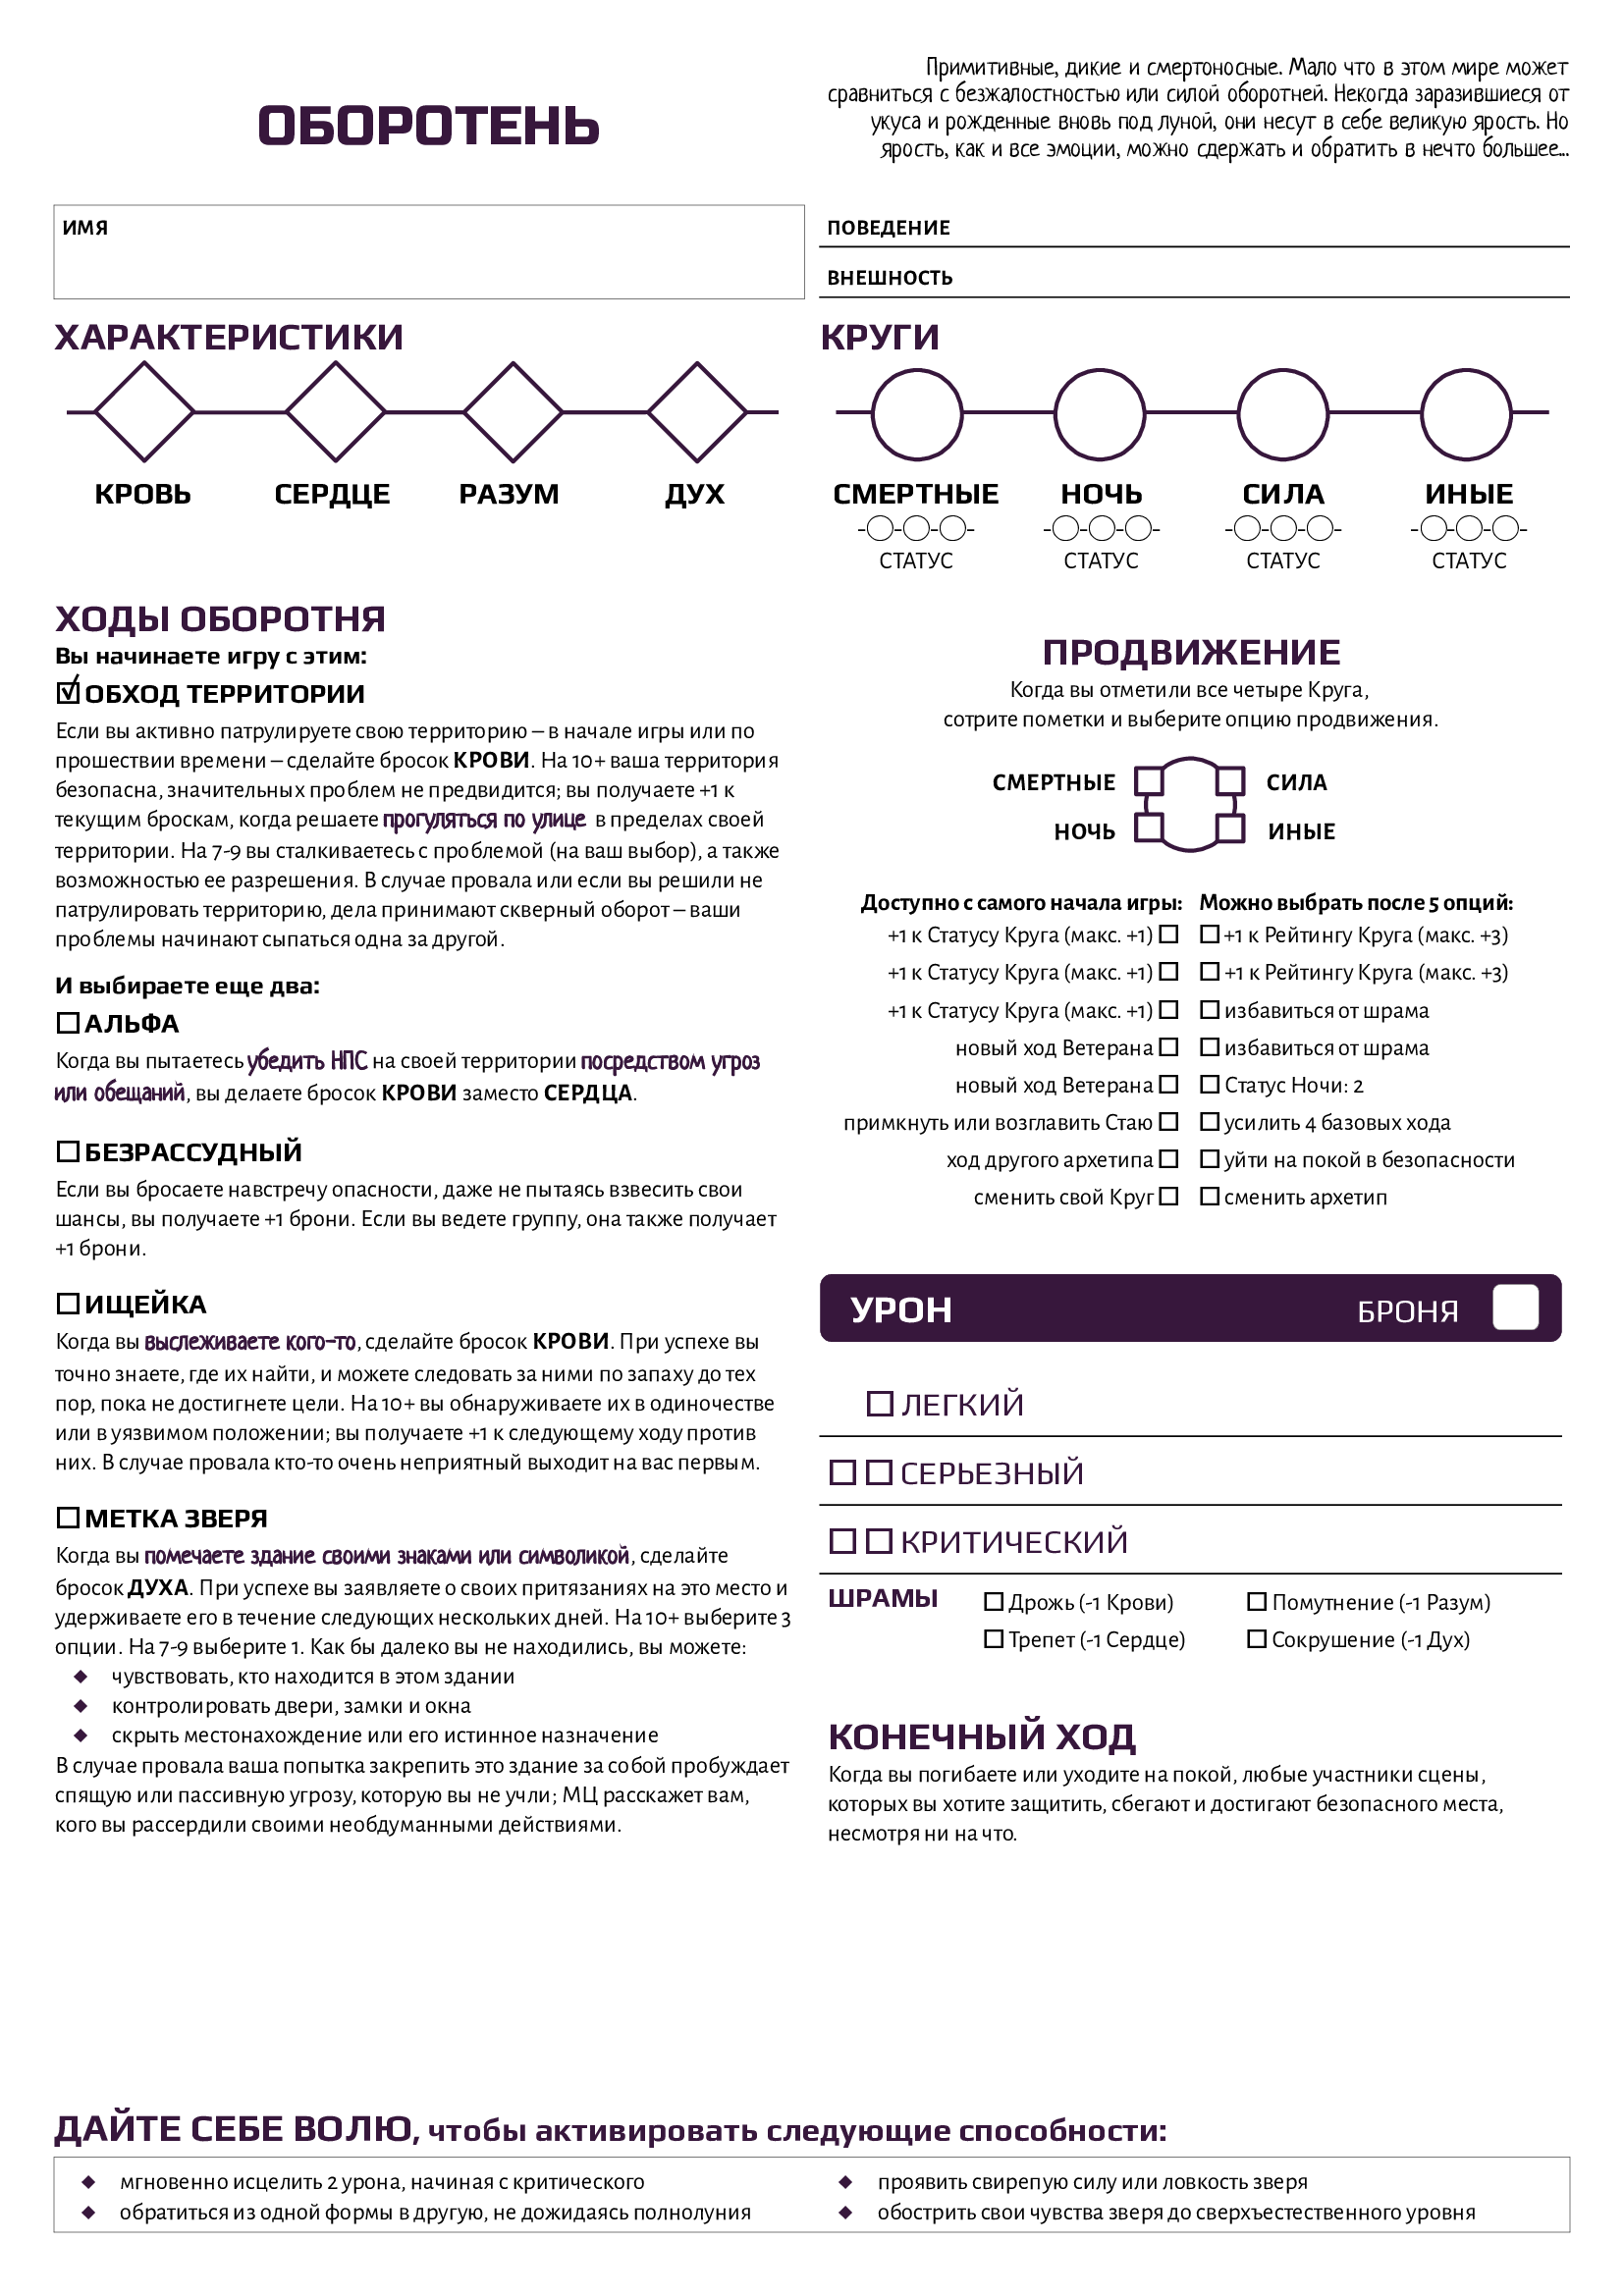 ОБОРОТЕНЬ
Примитивные, дикие и смертоносные. Мало что в этом мире может
сравниться с безжалостностью или силой оборотней. Некогда заразившиеся от
укуса и рожденные вновь под луной, они несут в себе великую ярость. Но
ярость, как и все эмоции, можно сдержать и обратить в нечто большее...
ИМЯ
ПОВЕДЕНИЕ
ВНЕШНОСТЬ
ХАРАКТЕРИСТИКИ
КРОВЬ СЕРДЦЕ РАЗУМ ДУХ
КРУГИ
СМЕРТНЫЕ НОЧЬ СИЛА ИНЫЕ
СТАТУС СТАТУС СТАТУС СТАТУС
ХОДЫ ОБОРОТНЯ
Вы начинаете игру с этим:
ОБХОД ТЕРРИТОРИИ
Если вы активно патрулируете свою территорию – в начале игры или по
прошествии времени – сделайте бросок КРОВИ. На 10+ ваша территория
безопасна, значительных проблем не предвидится; вы получаете +1 к
текущим броскам, когда решаете прогуляться по улице в пределах своей
территории. На 7-9 вы сталкиваетесь с проблемой (на ваш выбор), а также
возможностью ее разрешения. В случае провала или если вы решили не
патрулировать территорию, дела принимают скверный оборот – ваши
проблемы начинают сыпаться одна за другой.
И выбираете еще два:
АЛЬФА
Когда вы пытаетесь убедить НПС на своей территории посредством угроз
или обещаний, вы делаете бросок КРОВИ заместо СЕРДЦА.
БЕЗРАССУДНЫЙ
Если вы бросаете навстречу опасности, даже не пытаясь взвесить свои
шансы, вы получаете +1 брони. Если вы ведете группу, она также получает
+1 брони.
ИЩЕЙКА
Когда вы выслеживаете кого-то, сделайте бросок КРОВИ. При успехе вы
точно знаете, где их найти, и можете следовать за ними по запаху до тех
пор, пока не достигнете цели. На 10+ вы обнаруживаете их в одиночестве
или в уязвимом положении; вы получаете +1 к следующему ходу против
них. В случае провала кто-то очень неприятный выходит на вас первым.
МЕТКА ЗВЕРЯ
Когда вы помечаете здание своими знаками или символикой, сделайте
бросок ДУХА. При успехе вы заявляете о своих притязаниях на это место и
удерживаете его в течение следующих нескольких дней. На 10+ выберите 3
опции. На 7-9 выберите 1. Как бы далеко вы не находились, вы можете:
чувствовать, кто находится в этом здании
контролировать двери, замки и окна
скрыть местонахождение или его истинное назначение
В случае провала ваша попытка закрепить это здание за собой пробуждает
спящую или пассивную угрозу, которую вы не учли; МЦ расскажет вам,
кого вы рассердили своими необдуманными действиями.
ПРОДВИЖЕНИЕ
Когда вы отметили все четыре Круга,
сотрите пометки и выберите опцию продвижения.
СМЕРТНЫЕ СИЛА
НОЧЬ ИНЫЕ
Доступно с самого начала игры: Можно выбрать после 5 опций:
+1 к Статусу Круга (макс. +1) +1 к Рейтингу Круга (макс. +3)
+1 к Статусу Круга (макс. +1) +1 к Рейтингу Круга (макс. +3)
+1 к Статусу Круга (макс. +1) избавиться от шрама
новый ход Ветерана избавиться от шрама
новый ход Ветерана Статус Ночи: 2
примкнуть или возглавить Стаю усилить 4 базовых хода
ход другого архетипа уйти на покой в безопасности
сменить свой Круг сменить архетип
УРОН БРОНЯ
ЛЕГКИЙ
СЕРЬЕЗНЫЙ
КРИТИЧЕСКИЙ
ШРАМЫ Дрожь (-1 Крови) Помутнение (-1 Разум)
Трепет (-1 Сердце) Сокрушение (-1 Дух)
КОНЕЧНЫЙ ХОД
Когда вы погибаете или уходите на покой, любые участники сцены,
которых вы хотите защитить, сбегают и достигают безопасного места,
несмотря ни на что.
ДАЙТЕ СЕБЕ ВОЛЮ, чтобы активировать следующие способности:
мгновенно исцелить 2 урона, начиная с критического
обратиться из одной формы в другую, не дожидаясь полнолуния
проявить свирепую силу или ловкость зверя
обострить свои чувства зверя до сверхъестественного уровня